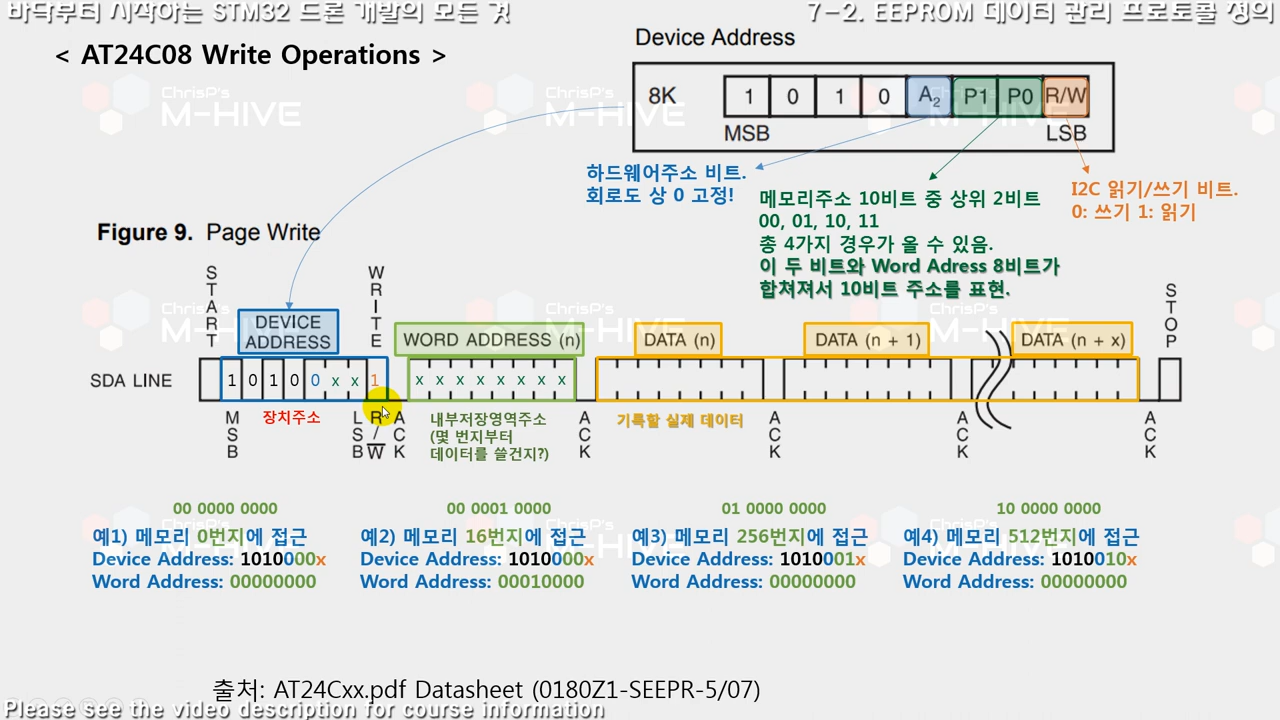 바닥부터 시작하는 STM32 드론 개발의 모든 것
7-2. EEPROM 데이터 관리 프로토콜 정의
< AT24C08 Write Operations >
Device Address
8K 1 0 1 0 A2 P1 P0 R/W
MSB LSB
하드웨어주소 비트.
회로도 상 0 고정!
메모리주소 10비트 중 상위 2비트
00, 01, 10, 11
총 4가지 경우가 올 수 있음.
이 두 비트와 Word Adress 8비트가
합쳐져서 10비트 주소를 표현.
I2C 읽기/쓰기 비트.
0: 쓰기 1: 읽기
Figure 9. Page Write
START
DEVICE
ADDRESS
WRITE
WORD ADDRESS (n)
DATA (n)
DATA (n + 1)
DATA (n + x)
STOP
SDA LINE
1 0 1 0 0 x x 1
x x x x x x x x
MSB
장치주소
LSB
R/W
ACK
내부저장영역주소
(몇 번지부터
데이터를 쓸건지?)
ACK
기록할 실제 데이터
ACK
ACK
ACK
00 0000 0000
예1) 메모리 0번지에 접근
Device Address: 1010000x
Word Address: 00000000
00 0001 0000
예2) 메모리 16번지에 접근
Device Address: 1010000x
Word Address: 00010000
01 0000 0000
예3) 메모리 256번지에 접근
Device Address: 1010001x
Word Address: 00000000
10 0000 0000
예4) 메모리 512번지에 접근
Device Address: 1010010x
Word Address: 00000000
출처: AT24Cxx.pdf Datasheet (0180Z1-SEEPR-5/07)
Please see the video description for course information
ChrisP's
M-HIVE